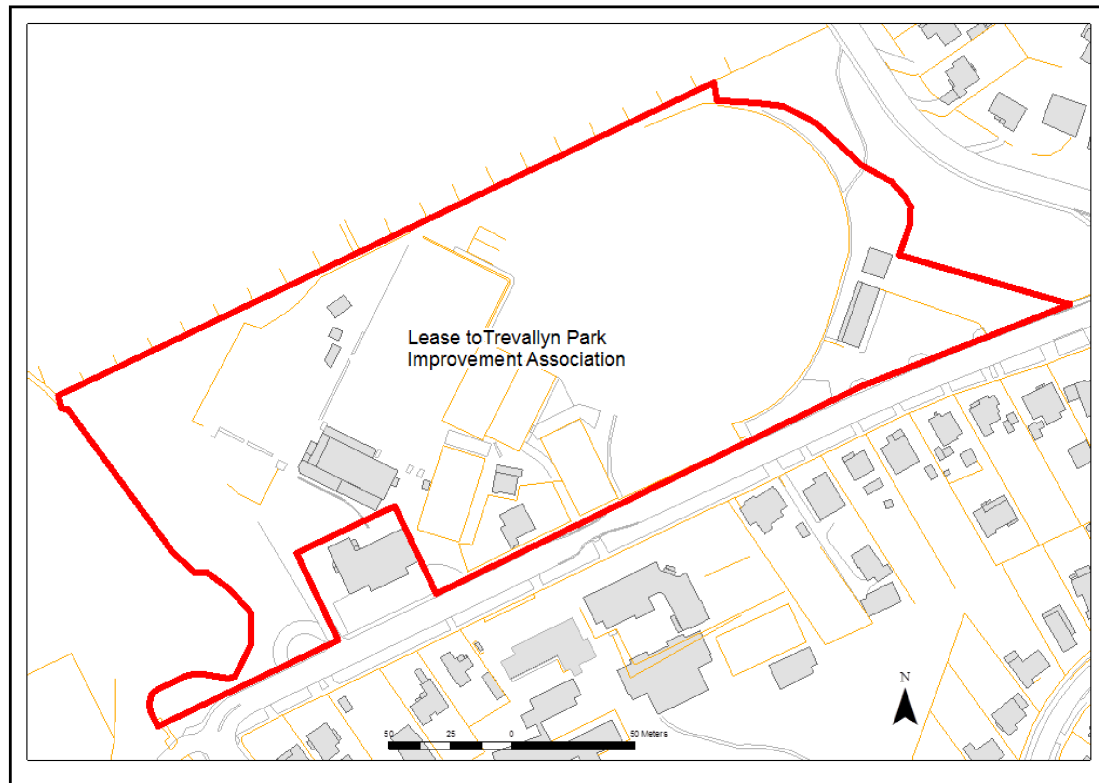 Lease toTrevallyn Park
Improvement Association
N
50 25 0 50 Meters